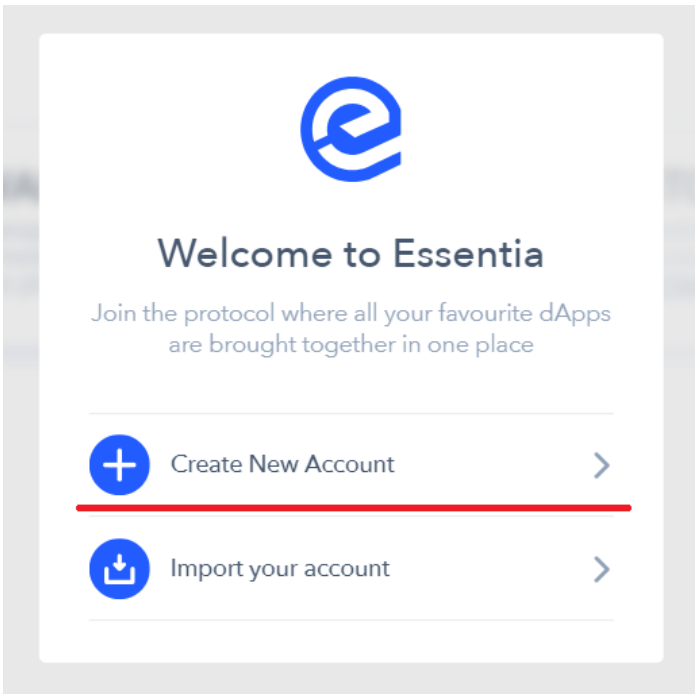 Welcome to Essentia
Join the protocol where all your favourite dApps
are brought together in one place
Create New Account
Import your account